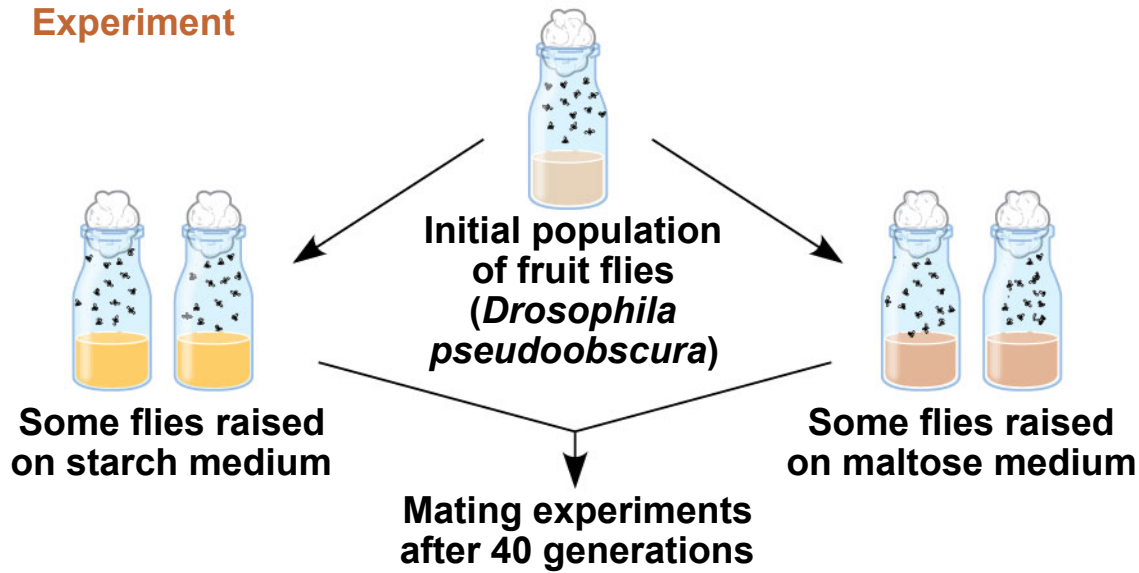 Experiment
Initial population
of fruit flies
(Drosophila
pseudoobscura)
Some flies raised
on starch medium
Some flies raised
on maltose medium
Mating experiments
after 40 generations